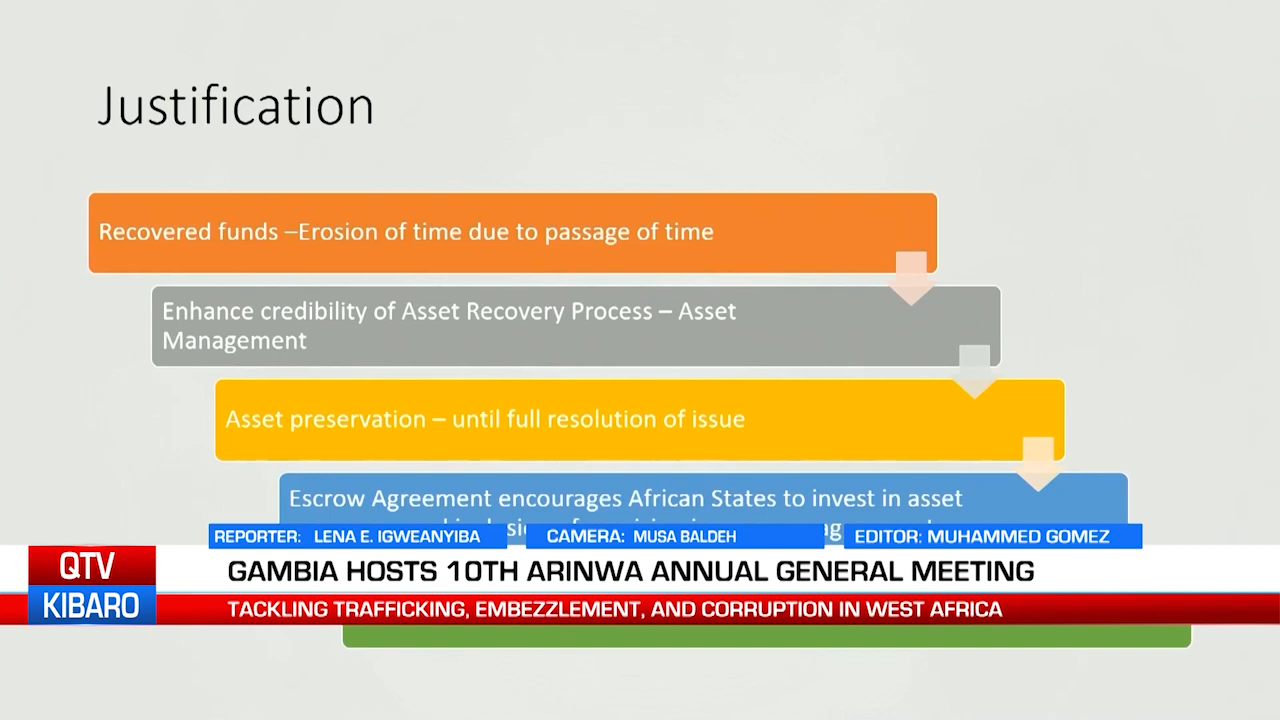 Justification
Recovered funds –Erosion of time due to passage of time
Enhance credibility of Asset Recovery Process – Asset
Management
Asset preservation – until full resolution of issue
Escrow Agreement encourages African States to invest in asset
REPORTER: LENA E. IGWEANYIBA
CAMERA: MUSA BALDEH
EDITOR: MUHAMMED GOMEZ
QTV
KIBARO
GAMBIA HOSTS 10TH ARINWA ANNUAL GENERAL MEETING
TACKLING TRAFFICKING, EMBEZZLEMENT, AND CORRUPTION IN WEST AFRICA